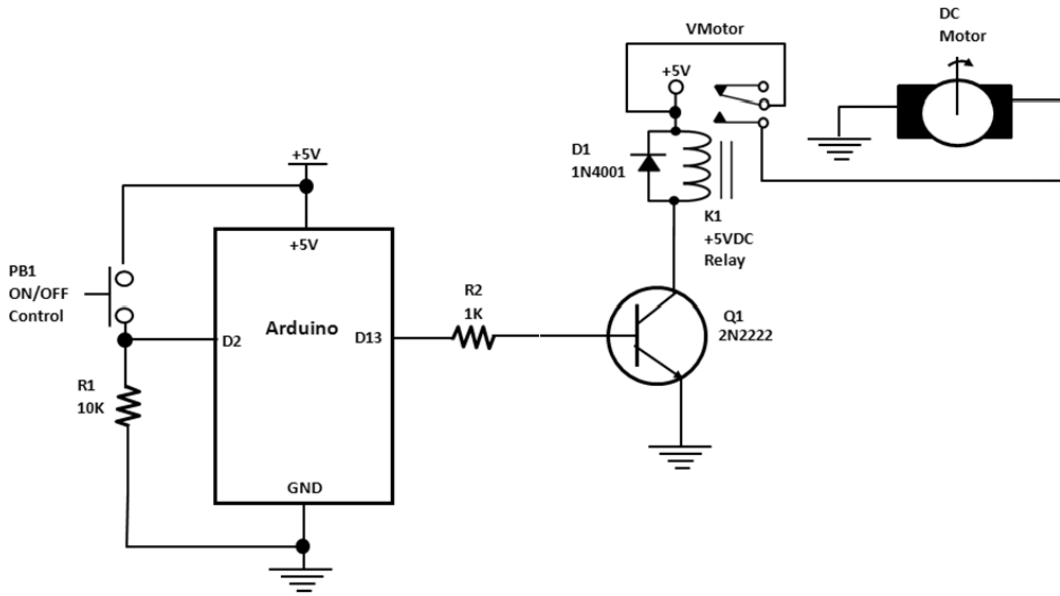 VMotor
DC
Motor
+5V
D1
1N4001
+5V
K1
+5VDC
Relay
+5V
PB1
ON/OFF
Control
Arduino
D2
D13
R2
1K
Q1
2N2222
R1
10K
GND